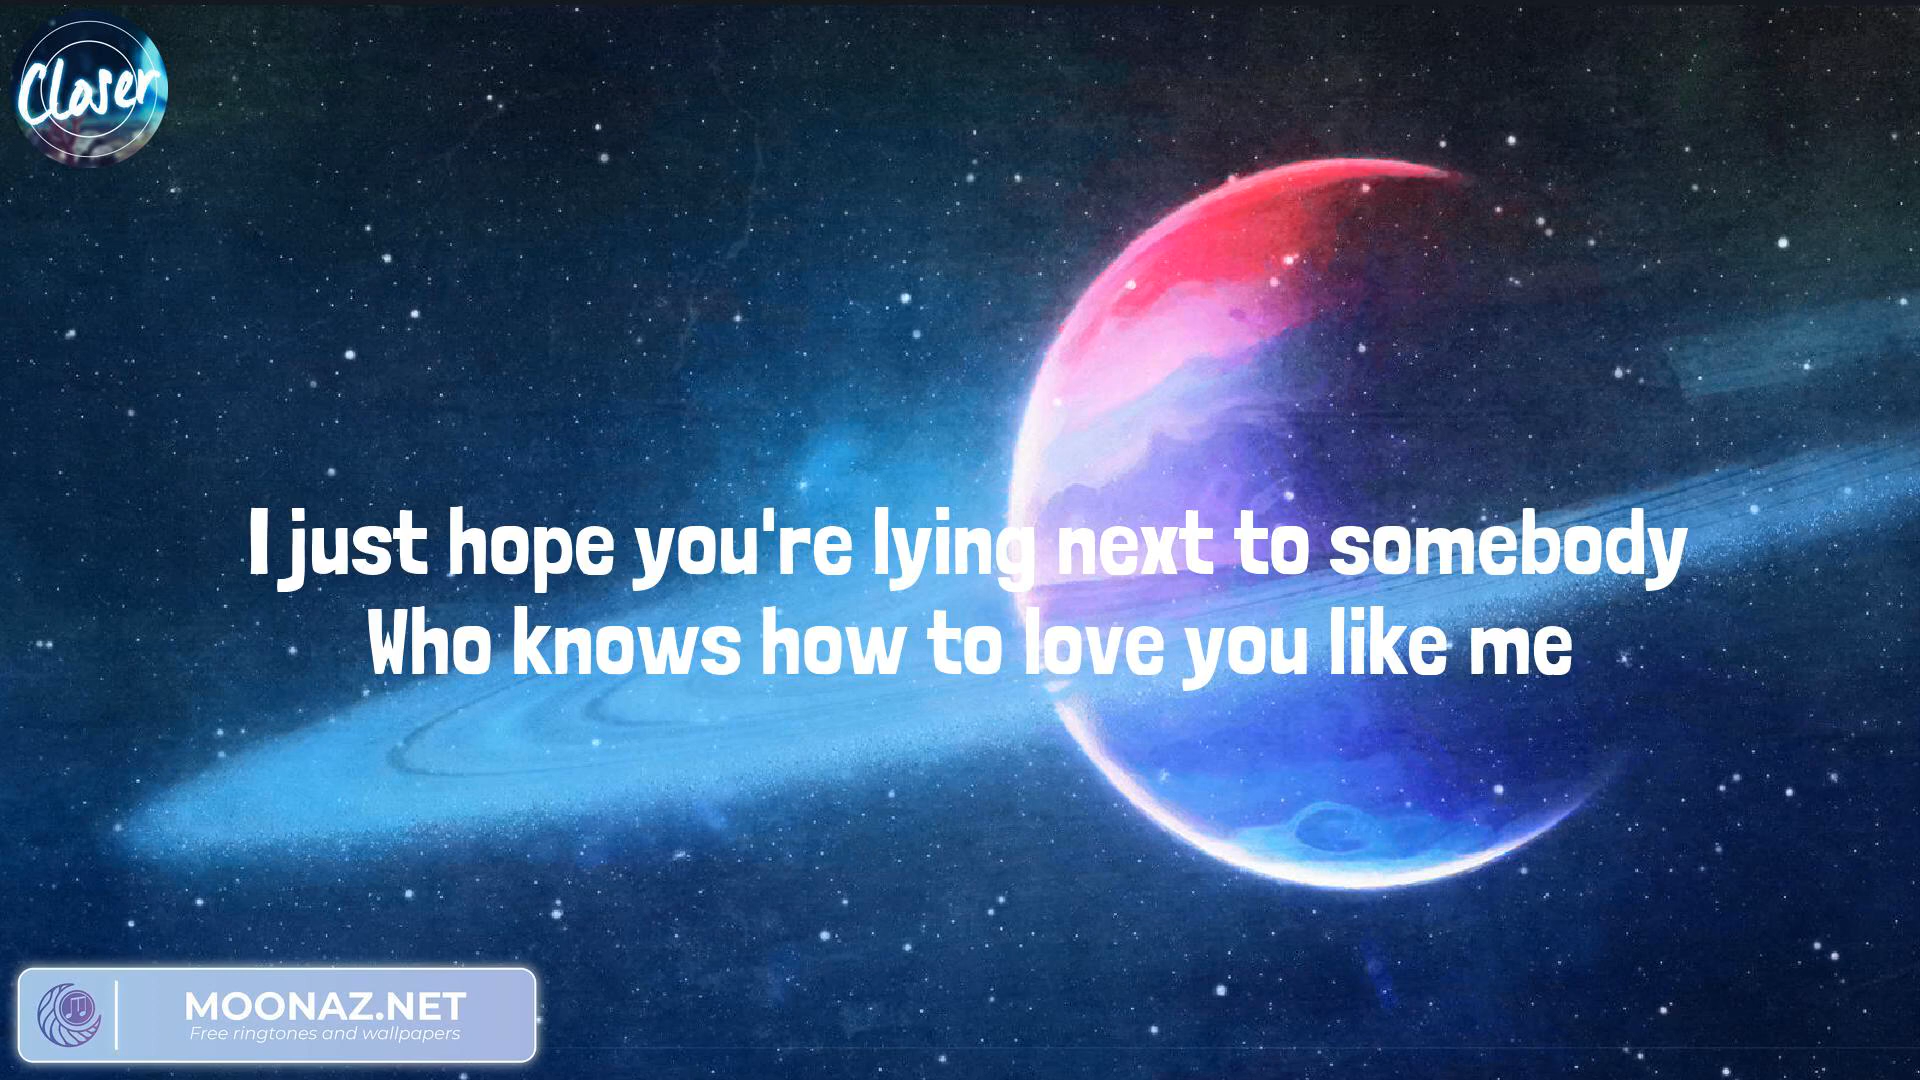 Closer
I just hope you're lying next to somebody
Who knows how to love you like me
MOONAZ.NET
Free ringtones and wallpapers